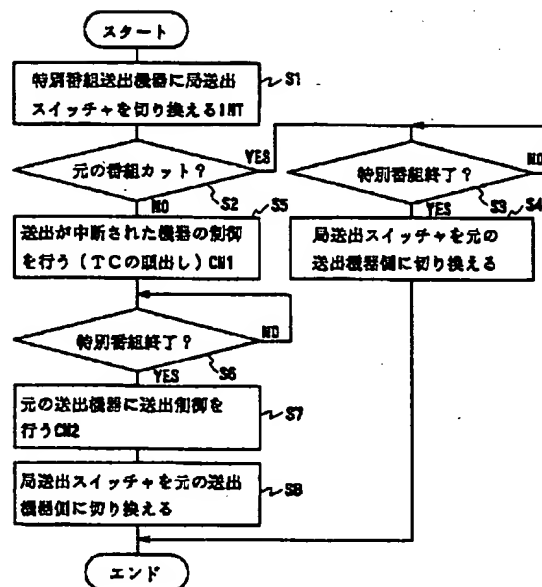 スタート
特別番組送出機器に局送出
スイッチャを切り換えるINT
S1
元の番組カット?
YES
S2
NO
S5
送出が中断された機器の制御
を行う(TCの頭出し)CM1
特別番組終了?
NO
S6
YES
元の送出機器に送出制御を
行うCM2
S7
局送出スイッチャを元の送出
機器側に切り換える
S8
特別番組終了?
NO
S3
YES
S4
局送出スイッチャを元の
送出機器側に切り換える
エンド